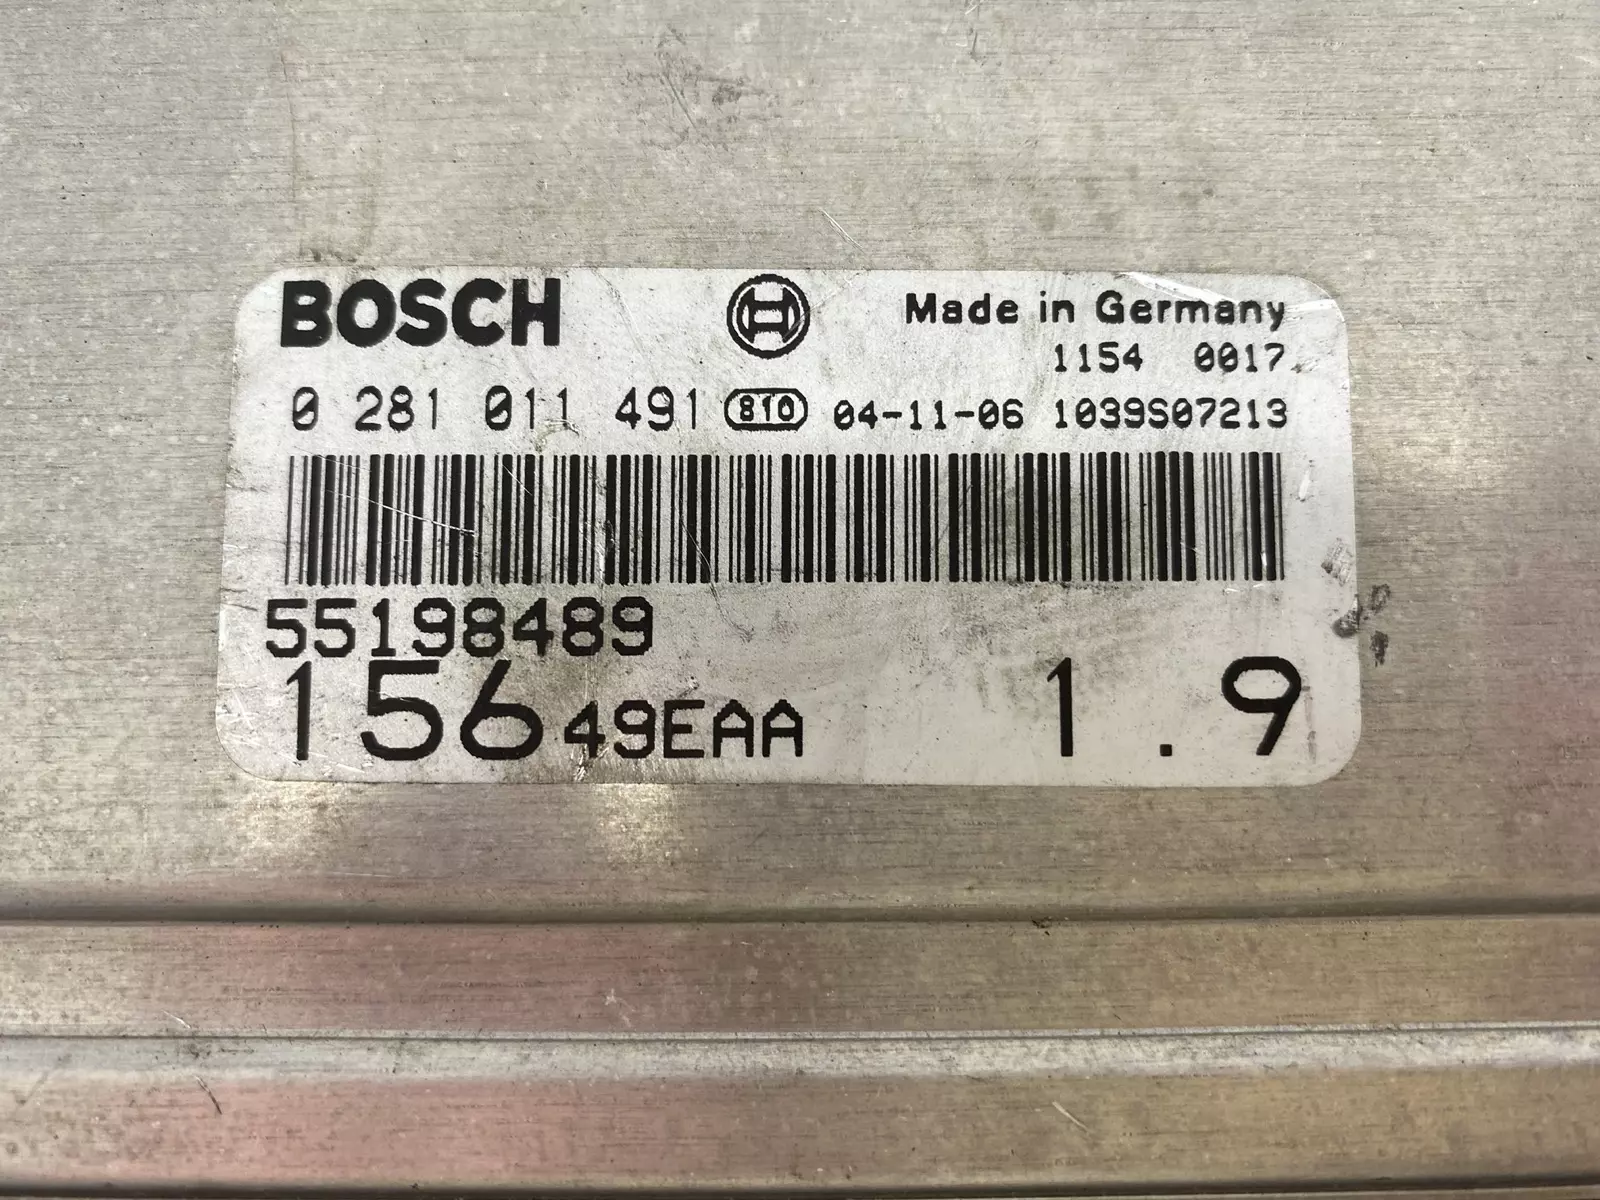 BOSCH Made in Germany
1154 0017
0 281 011 491 810 04-11-06 1039S07213
55198489
156 49EAA 1.9